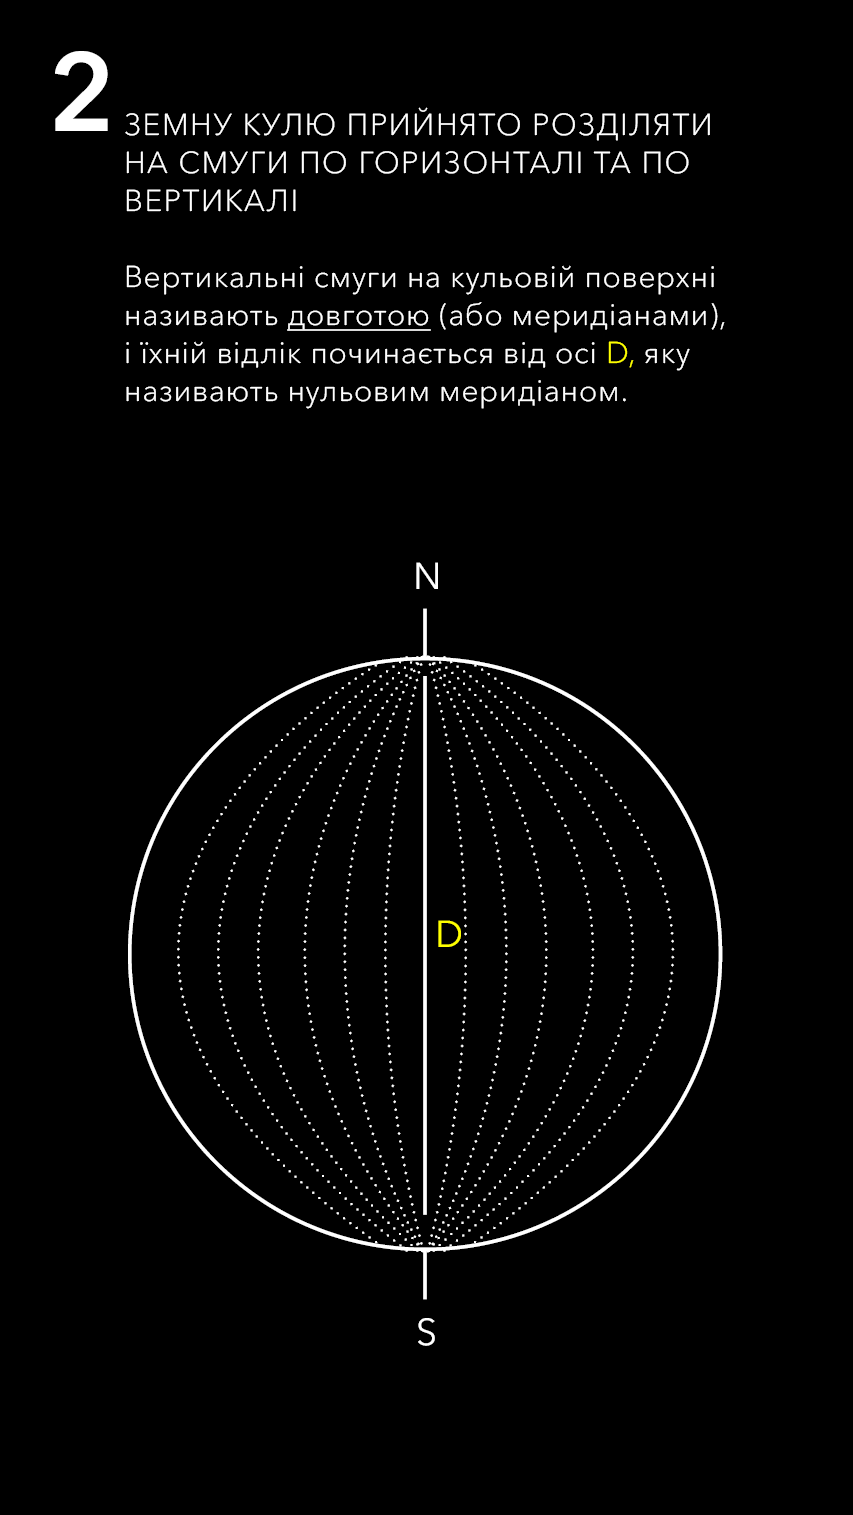 2
ЗЕМНУ КУЛЮ ПРИЙНЯТО РОЗДІЛЯТИ
НА СМУГИ ПО ГОРИЗОНТАЛІ ТА ПО
ВЕРТИКАЛІ
Вертикальні смуги на кульовій поверхні
називають довготою (або меридіанами),
і їхній відлік починається від осі D, яку
називають нульовим меридіаном.
N
D
S